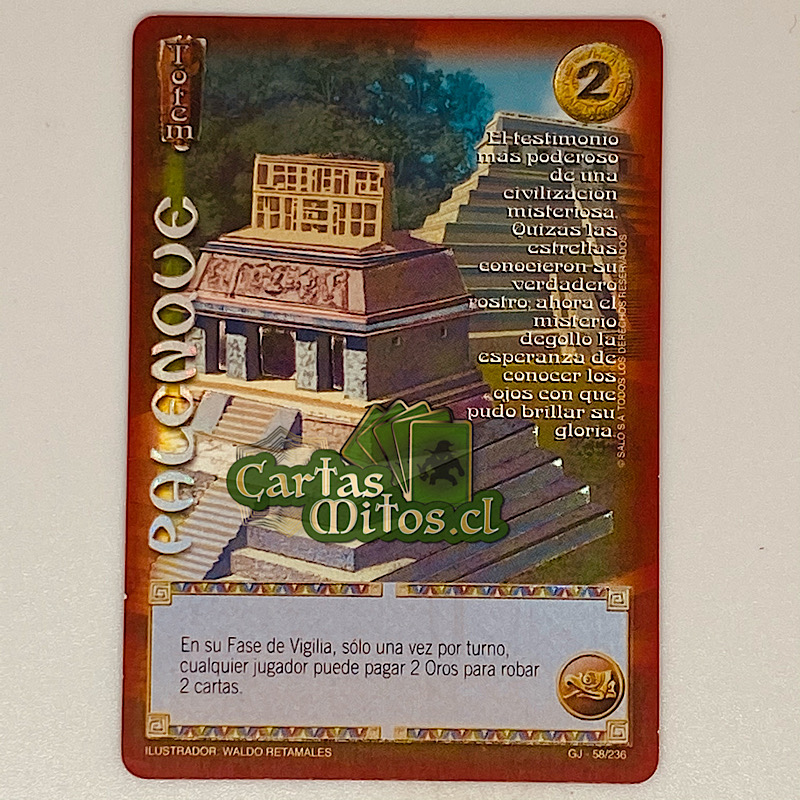 Totem
2
PALENQUE
El testimonio
más poderoso
de una
civilización
misteriosa.
Quizas las
estrellas
conocieron su
verdadero
rostro, ahora el
misterio
degolló la
esperanza de
conocer los
ojos con que
pudo brillar su
gloria.
© SALO S.A. TODOS LOS DERECHOS RESERVADOS
Cartas
Mitos.cl
En su Fase de Vigilia, sólo una vez por turno,
cualquier jugador puede pagar 2 Oros para robar
2 cartas.
ILUSTRADOR: WALDO RETAMALES
GJ - 58/236